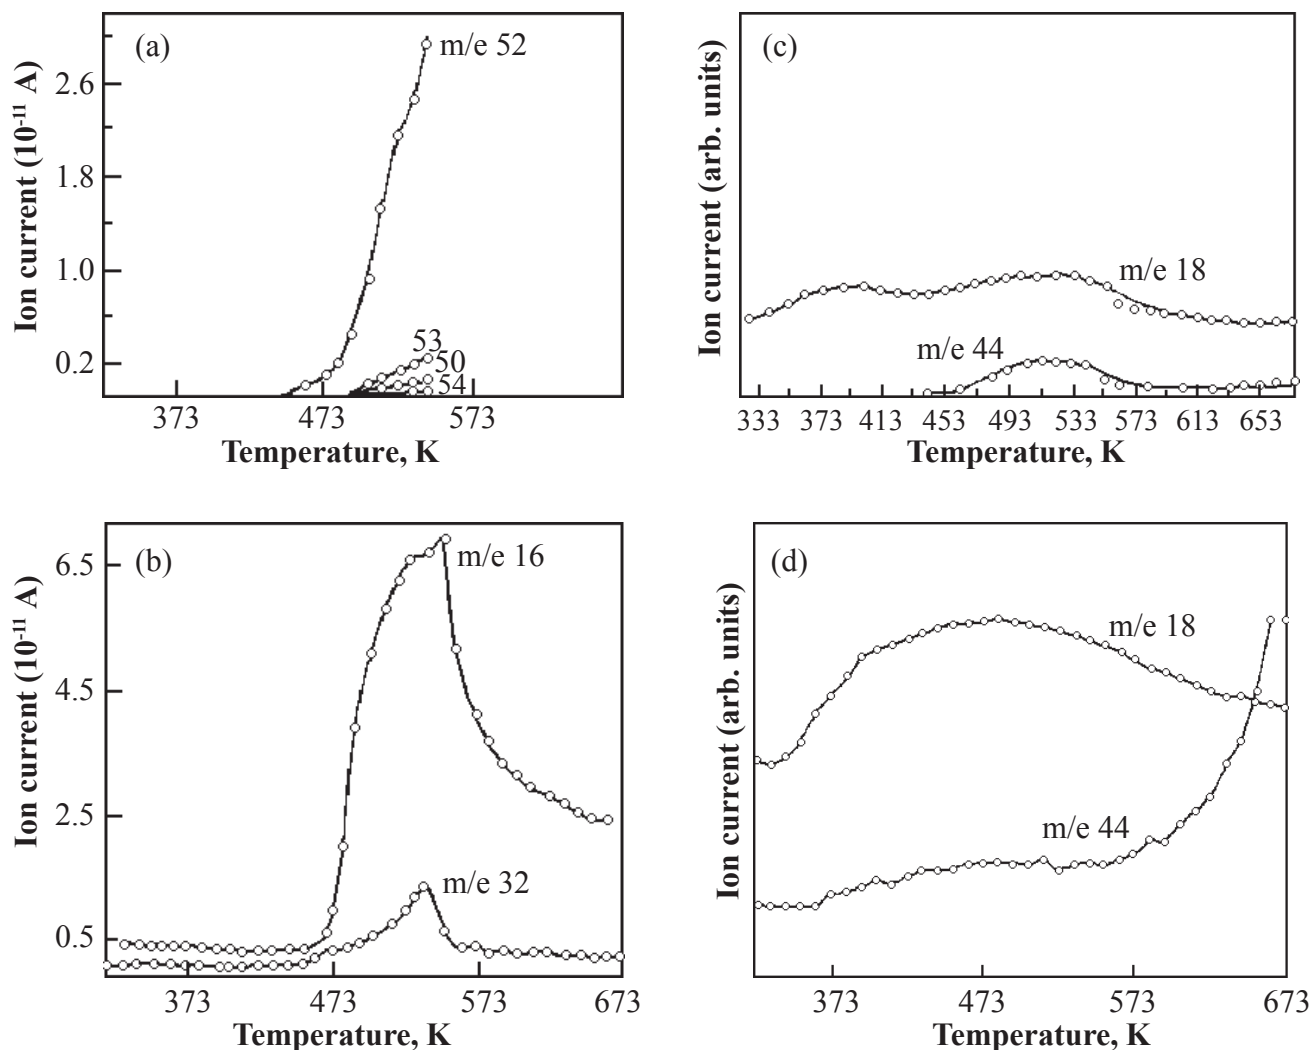 (a)
m/e 52
53
50
54
2.6
1.8
1.0
0.2
373 473 573
Ion current (10⁻¹¹ A)
Temperature, K
(c)
m/e 18
m/e 44
333 373 413 453 493 533 573 613 653
Ion current (arb. units)
Temperature, K
(b)
m/e 16
m/e 32
6.5
4.5
2.5
0.5
373 473 573 673
Ion current (10⁻¹¹ A)
Temperature, K
(d)
m/e 18
m/e 44
373 473 573 673
Ion current (arb. units)
Temperature, K